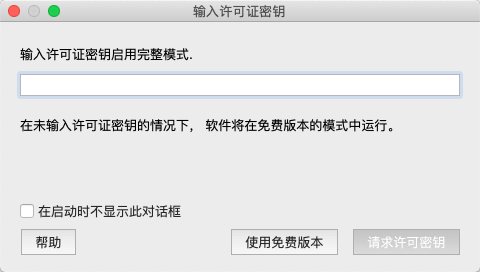 输入许可证密钥
输入许可证密钥启用完整模式.
在未输入许可证密钥的情况下， 软件将在免费版本的模式中运行。
在启动时不显示此对话框
帮助
使用免费版本
请求许可密钥